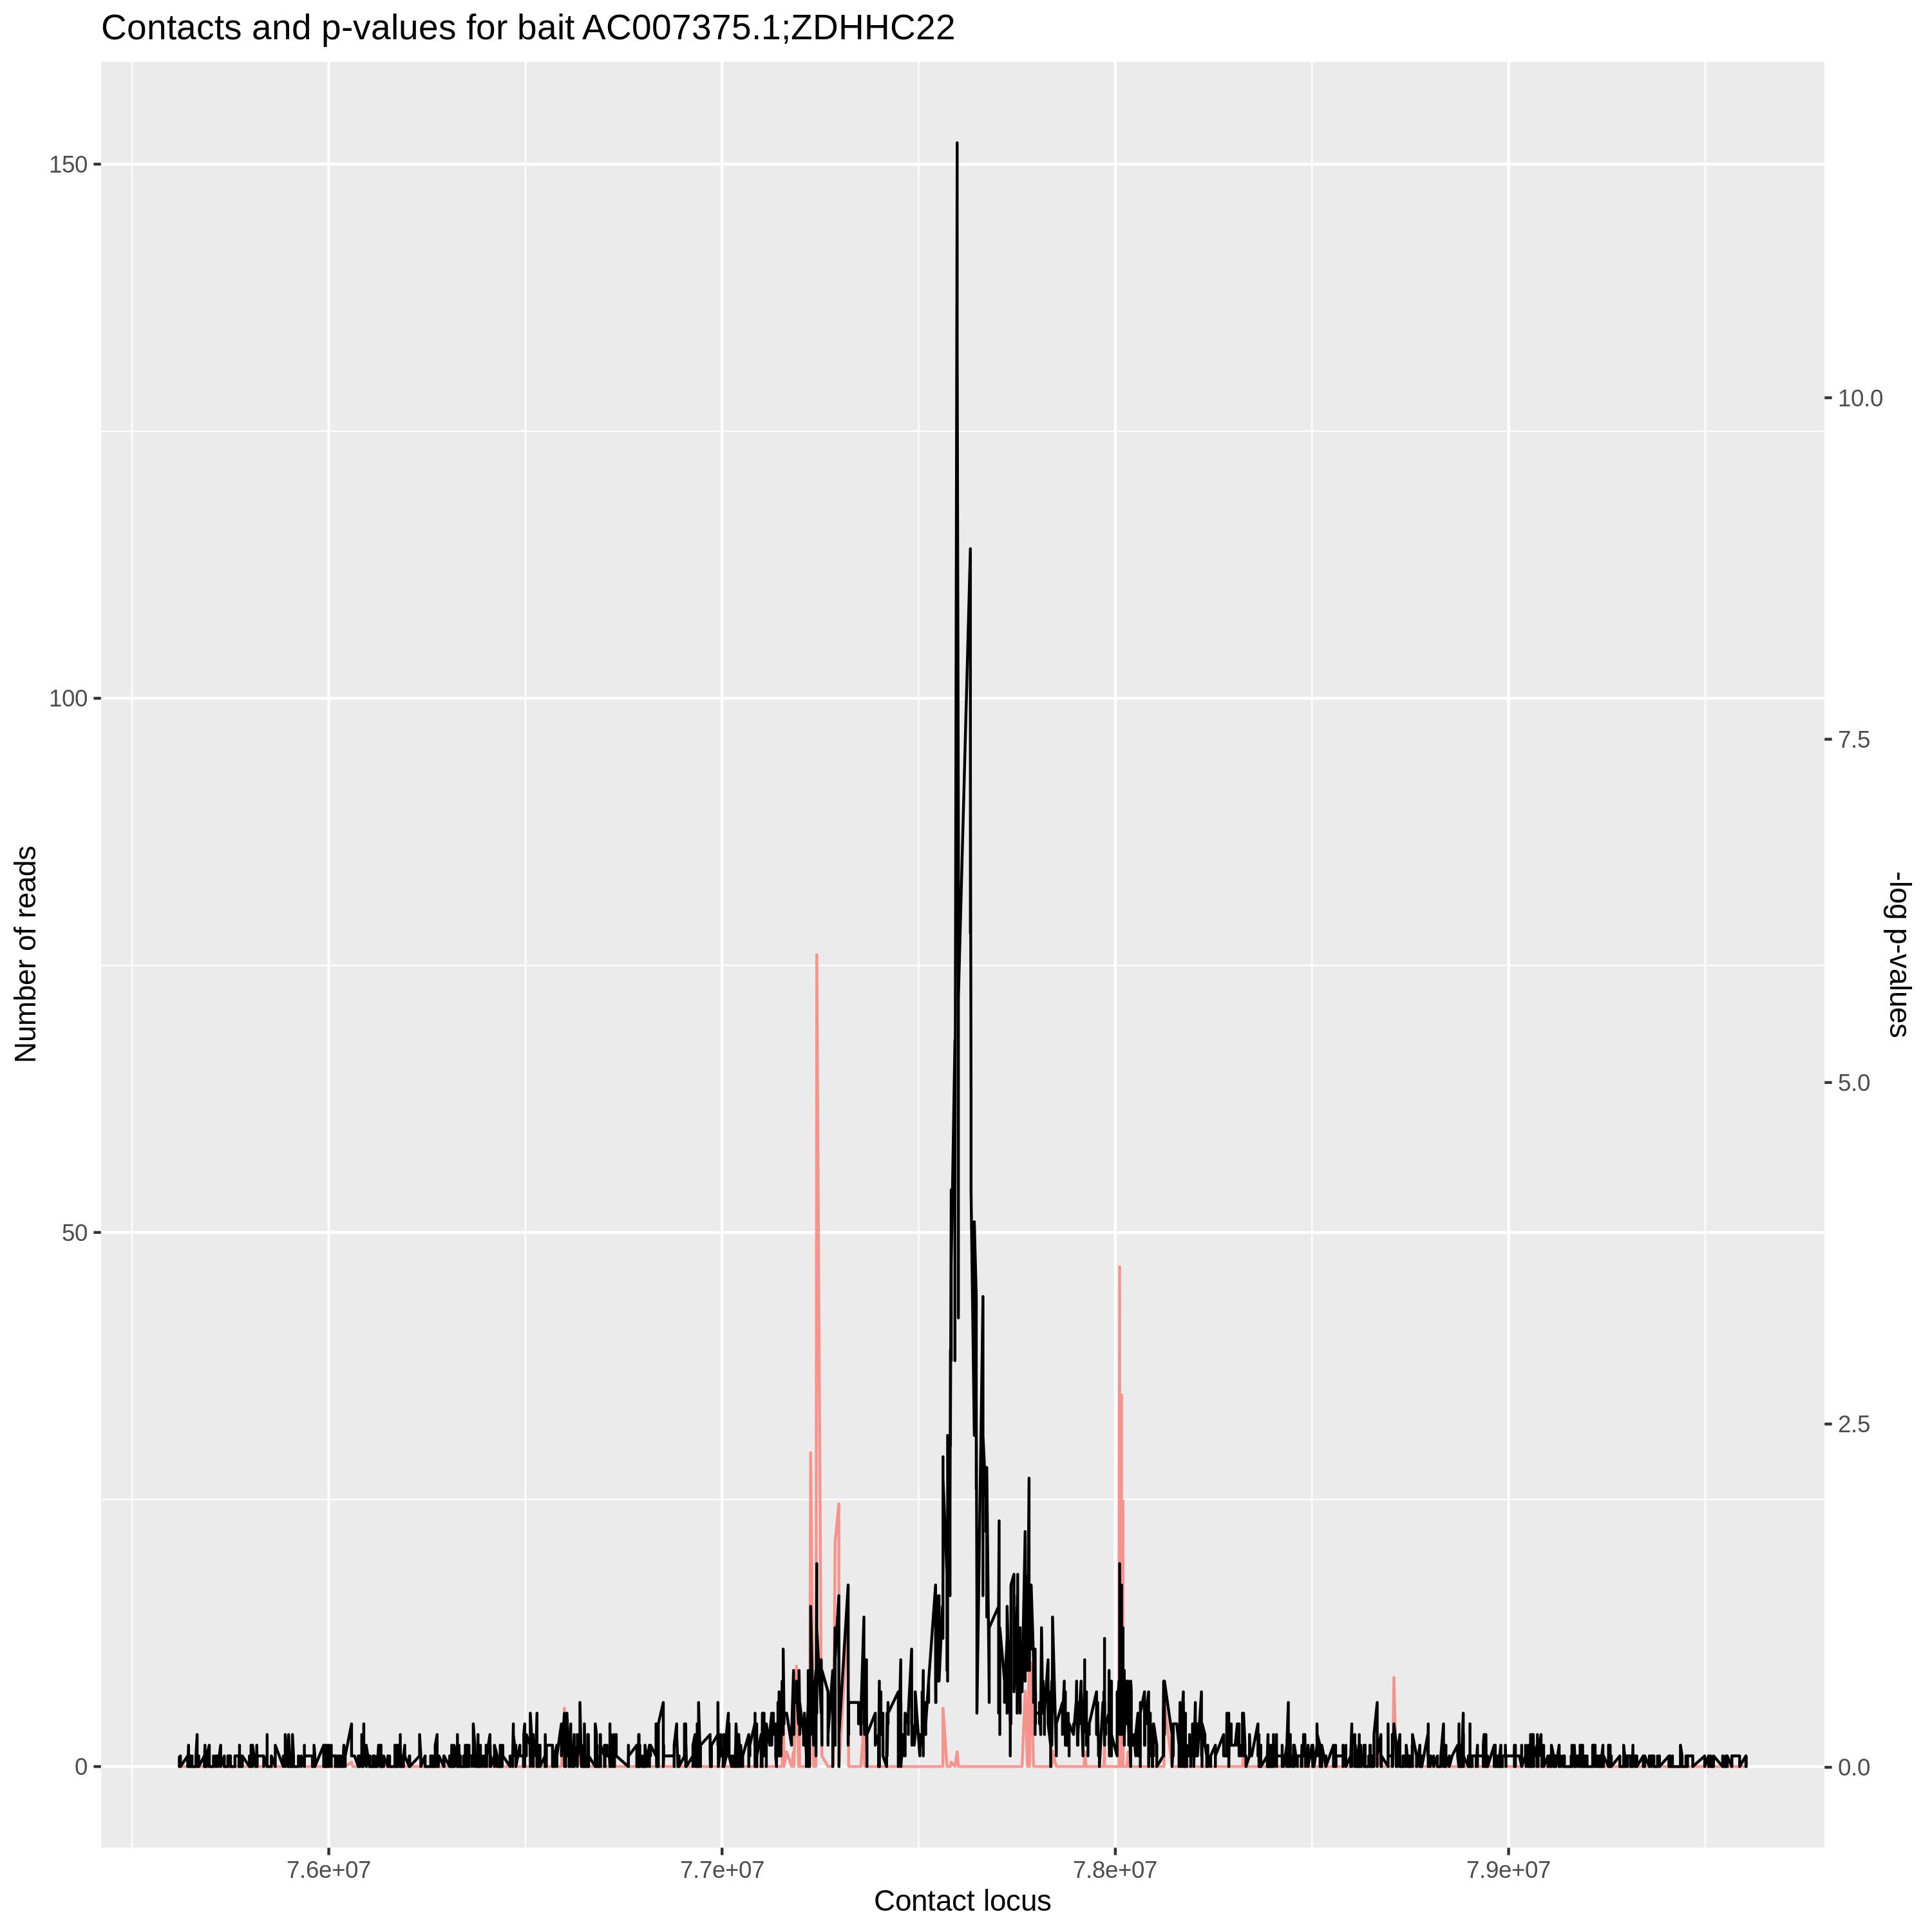 Contacts and p-values for bait AC007375.1;ZDHHC22
150
100
50
0
Number of reads
10.0
7.5
5.0
2.5
0.0
-log p-values
7.6e+07
7.7e+07
7.8e+07
7.9e+07
Contact locus